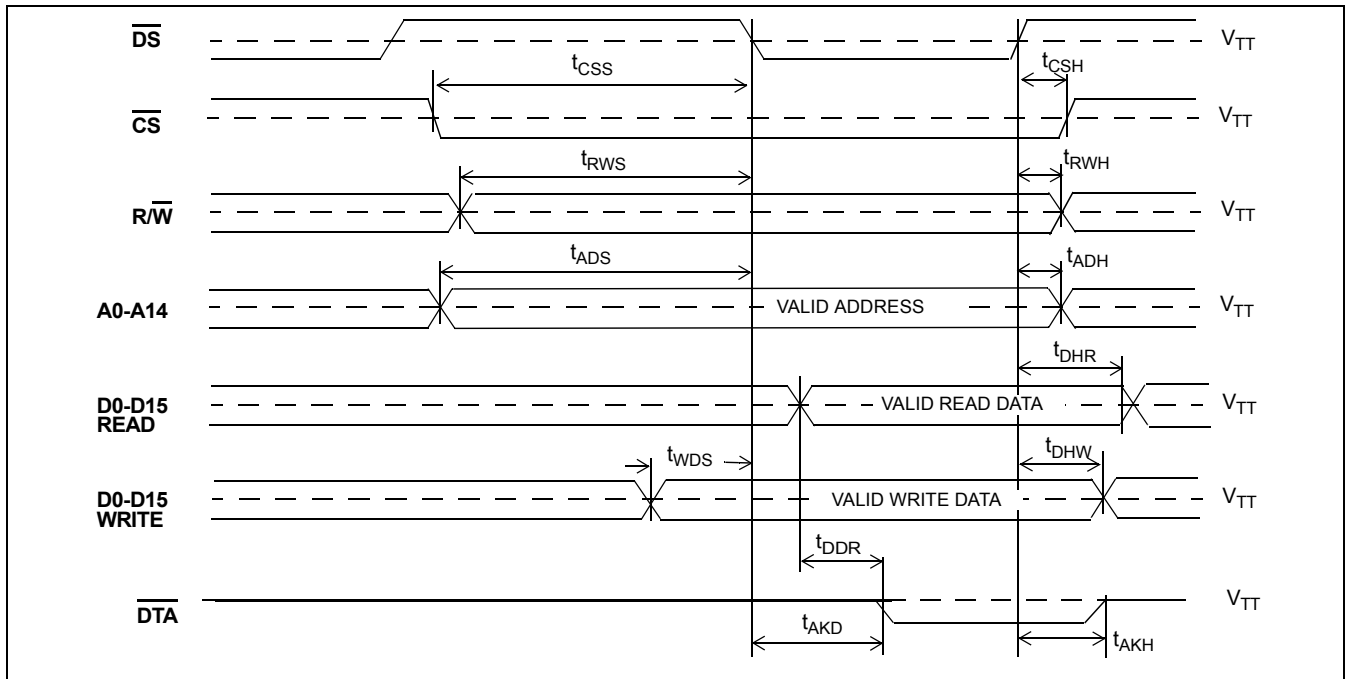 DS VTT
tCSS tCSH
CS VTT
tRWS tRWH
R/W VTT
tADS tADH
A0-A14 VALID ADDRESS VTT
tDHR
D0-D15 VALID READ DATA VTT
READ
tWDS tDHW
D0-D15 VALID WRITE DATA VTT
WRITE
tDDR
DTA VTT
tAKD tAKH